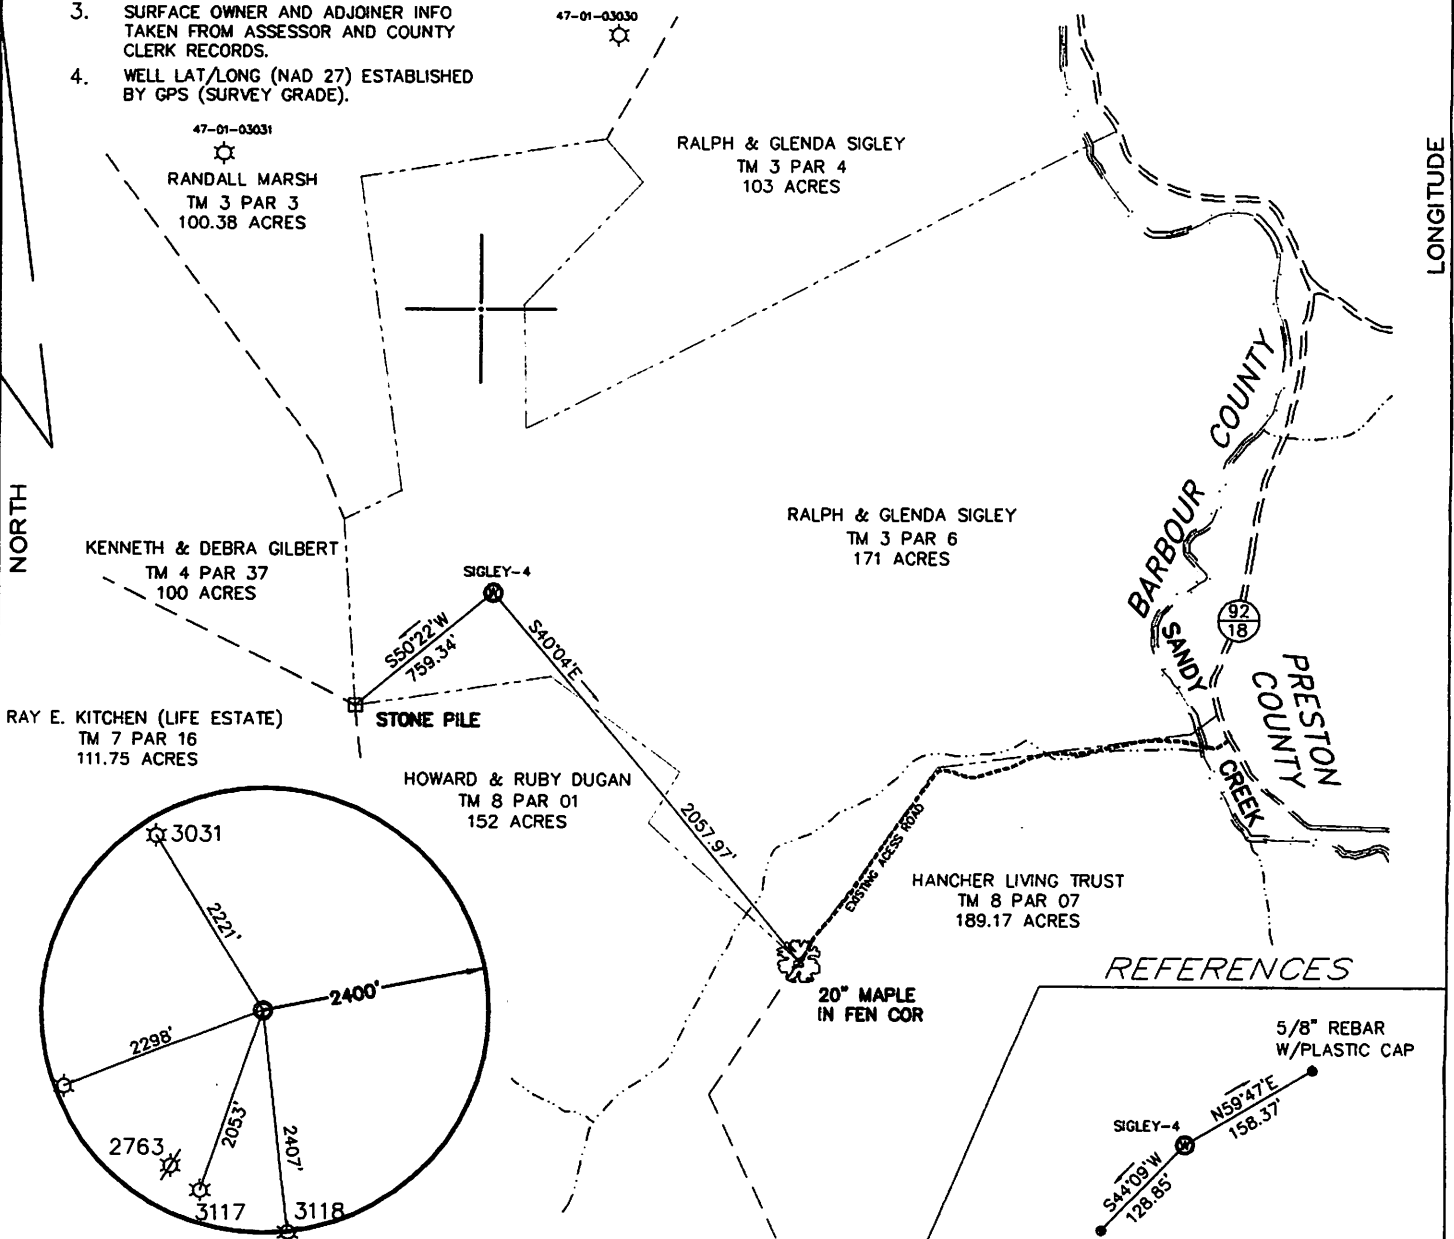 3. SURFACE OWNER AND ADJOINER INFO
TAKEN FROM ASSESSOR AND COUNTY
CLERK RECORDS.
4. WELL LAT/LONG (NAD 27) ESTABLISHED
BY GPS (SURVEY GRADE).
47-01-03030
47-01-03031
RANDALL MARSH
TM 3 PAR 3
100.38 ACRES
RALPH & GLENDA SIGLEY
TM 3 PAR 4
103 ACRES
LONGITUDE
NORTH
BARBOUR COUNTY
KENNETH & DEBRA GILBERT
TM 4 PAR 37
100 ACRES
SIGLEY-4
RALPH & GLENDA SIGLEY
TM 3 PAR 6
171 ACRES
92
18
S50°22'W
759.34'
S40°04'E
2057.97'
SANDY
CREEK
PRESTON
COUNTY
STONE PILE
RAY E. KITCHEN (LIFE ESTATE)
TM 7 PAR 16
111.75 ACRES
HOWARD & RUBY DUGAN
TM 8 PAR 01
152 ACRES
EXISTING ACESS ROAD
HANCHER LIVING TRUST
TM 8 PAR 07
189.17 ACRES
20" MAPLE
IN FEN COR
3031
2221'
2400'
2298'
2053'
2407'
2763
3117
3118
REFERENCES
5/8" REBAR
W/PLASTIC CAP
N59°47'E
158.37'
SIGLEY-4
S44°09'W
128.85'